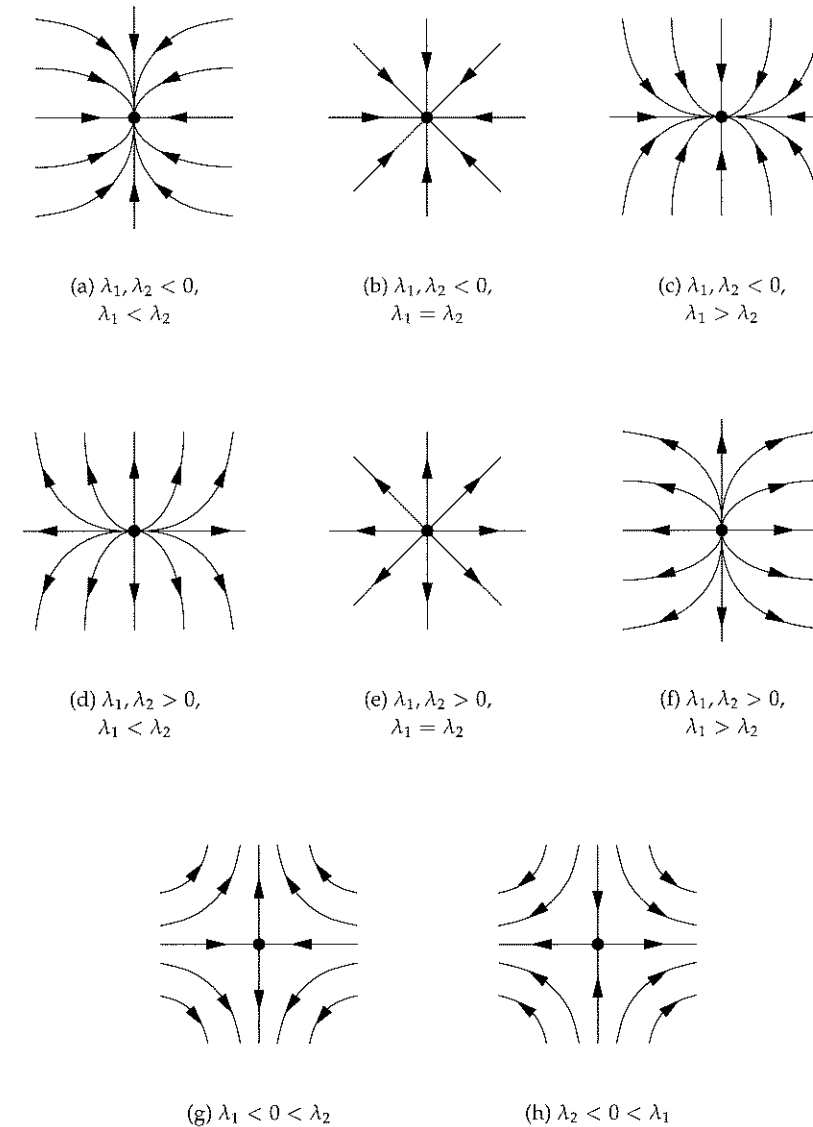 (a) λ₁, λ₂ < 0,
λ₁ < λ₂
(b) λ₁, λ₂ < 0,
λ₁ = λ₂
(c) λ₁, λ₂ < 0,
λ₁ > λ₂
(d) λ₁, λ₂ > 0,
λ₁ < λ₂
(e) λ₁, λ₂ > 0,
λ₁ = λ₂
(f) λ₁, λ₂ > 0,
λ₁ > λ₂
(g) λ₁ < 0 < λ₂
(h) λ₂ < 0 < λ₁